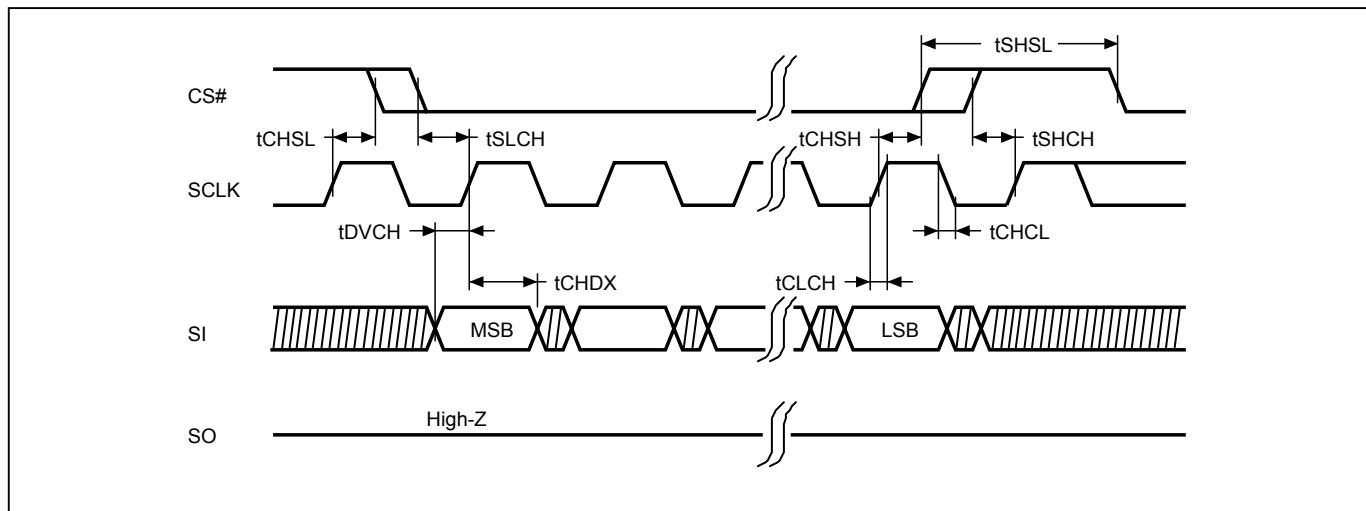 tSHSL
CS#
tCHSL
tSLCH
tCHSH
tSHCH
SCLK
tDVCH
tCHCL
tCHDX
tCLCH
SI
MSB
LSB
High-Z
SO